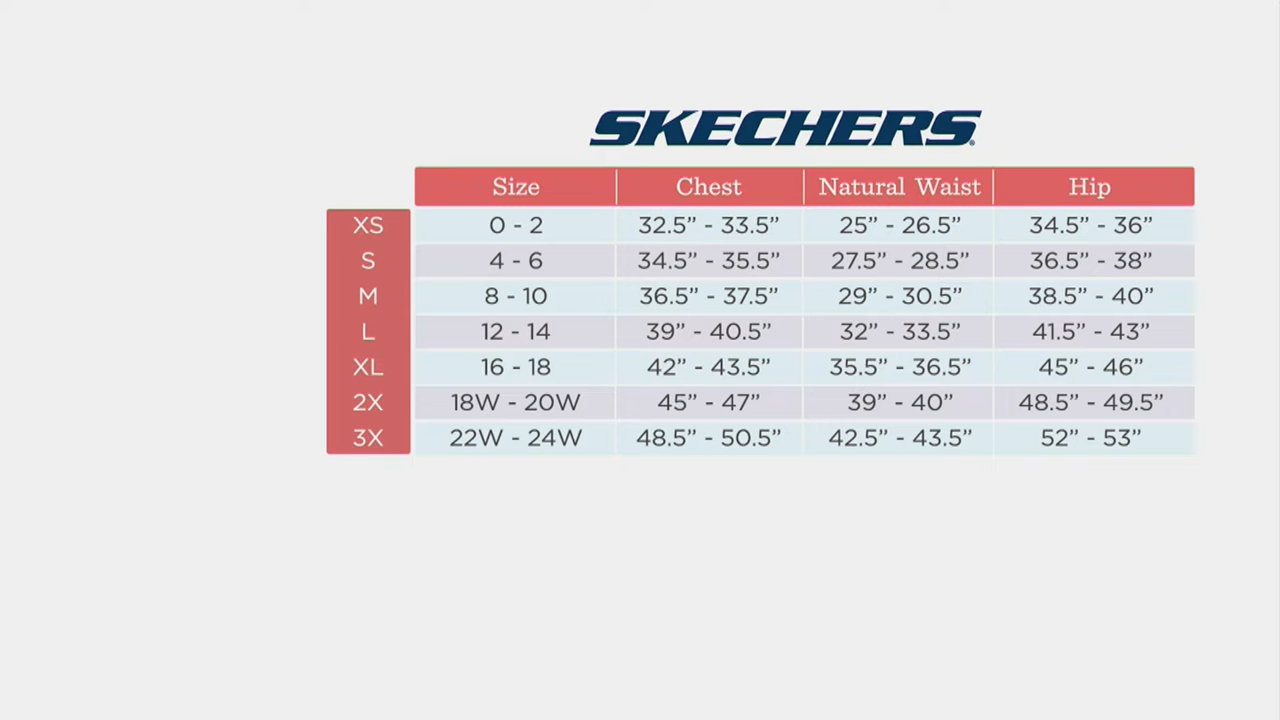 SKECHERS®
Size Chest Natural Waist Hip
XS 0 - 2 32.5” - 33.5” 25” - 26.5” 34.5” - 36”
S 4 - 6 34.5” - 35.5” 27.5” - 28.5” 36.5” - 38”
M 8 - 10 36.5” - 37.5” 29” - 30.5” 38.5” - 40”
L 12 - 14 39” - 40.5” 32” - 33.5” 41.5” - 43”
XL 16 - 18 42” - 43.5” 35.5” - 36.5” 45” - 46”
2X 18W - 20W 45” - 47” 39” - 40” 48.5” - 49.5”
3X 22W - 24W 48.5” - 50.5” 42.5” - 43.5” 52” - 53”